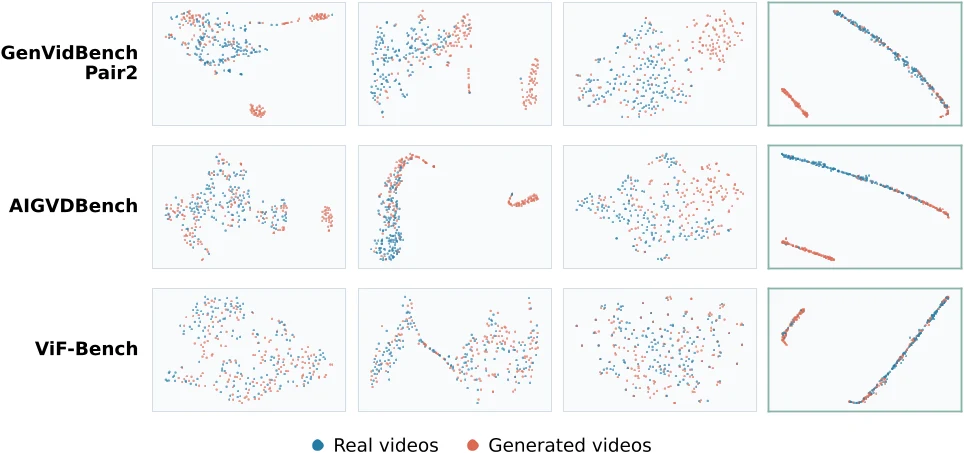 GenVidBench
Pair2
AIGVDBench
ViF-Bench
Real videos
Generated videos